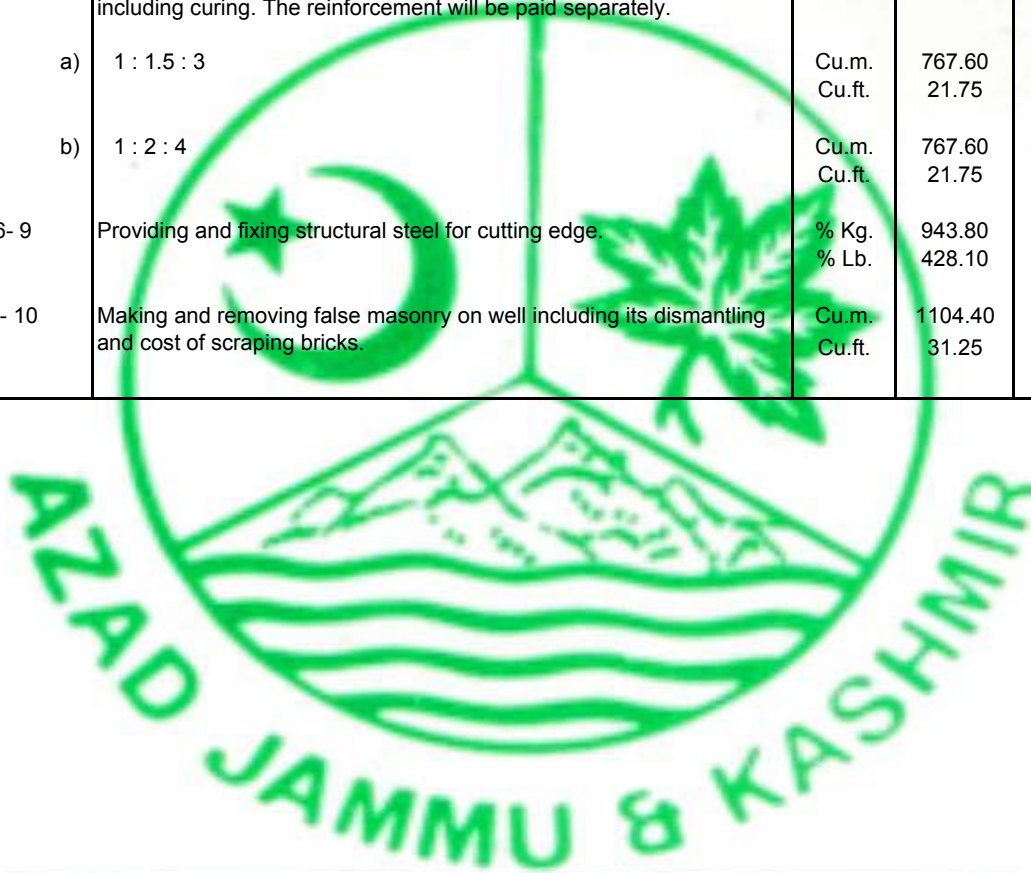 including curing. The reinforcement will be paid separately.
a) 1 : 1.5 : 3 Cu.m. 767.60
Cu.ft. 21.75
b) 1 : 2 : 4 Cu.m. 767.60
Cu.ft. 21.75
- 9 Providing and fixing structural steel for cutting edge. % Kg. 943.80
% Lb. 428.10
- 10 Making and removing false masonry on well including its dismantling Cu.m. 1104.40
and cost of scraping bricks. Cu.ft. 31.25
AZAD JAMMU & KASHMIR